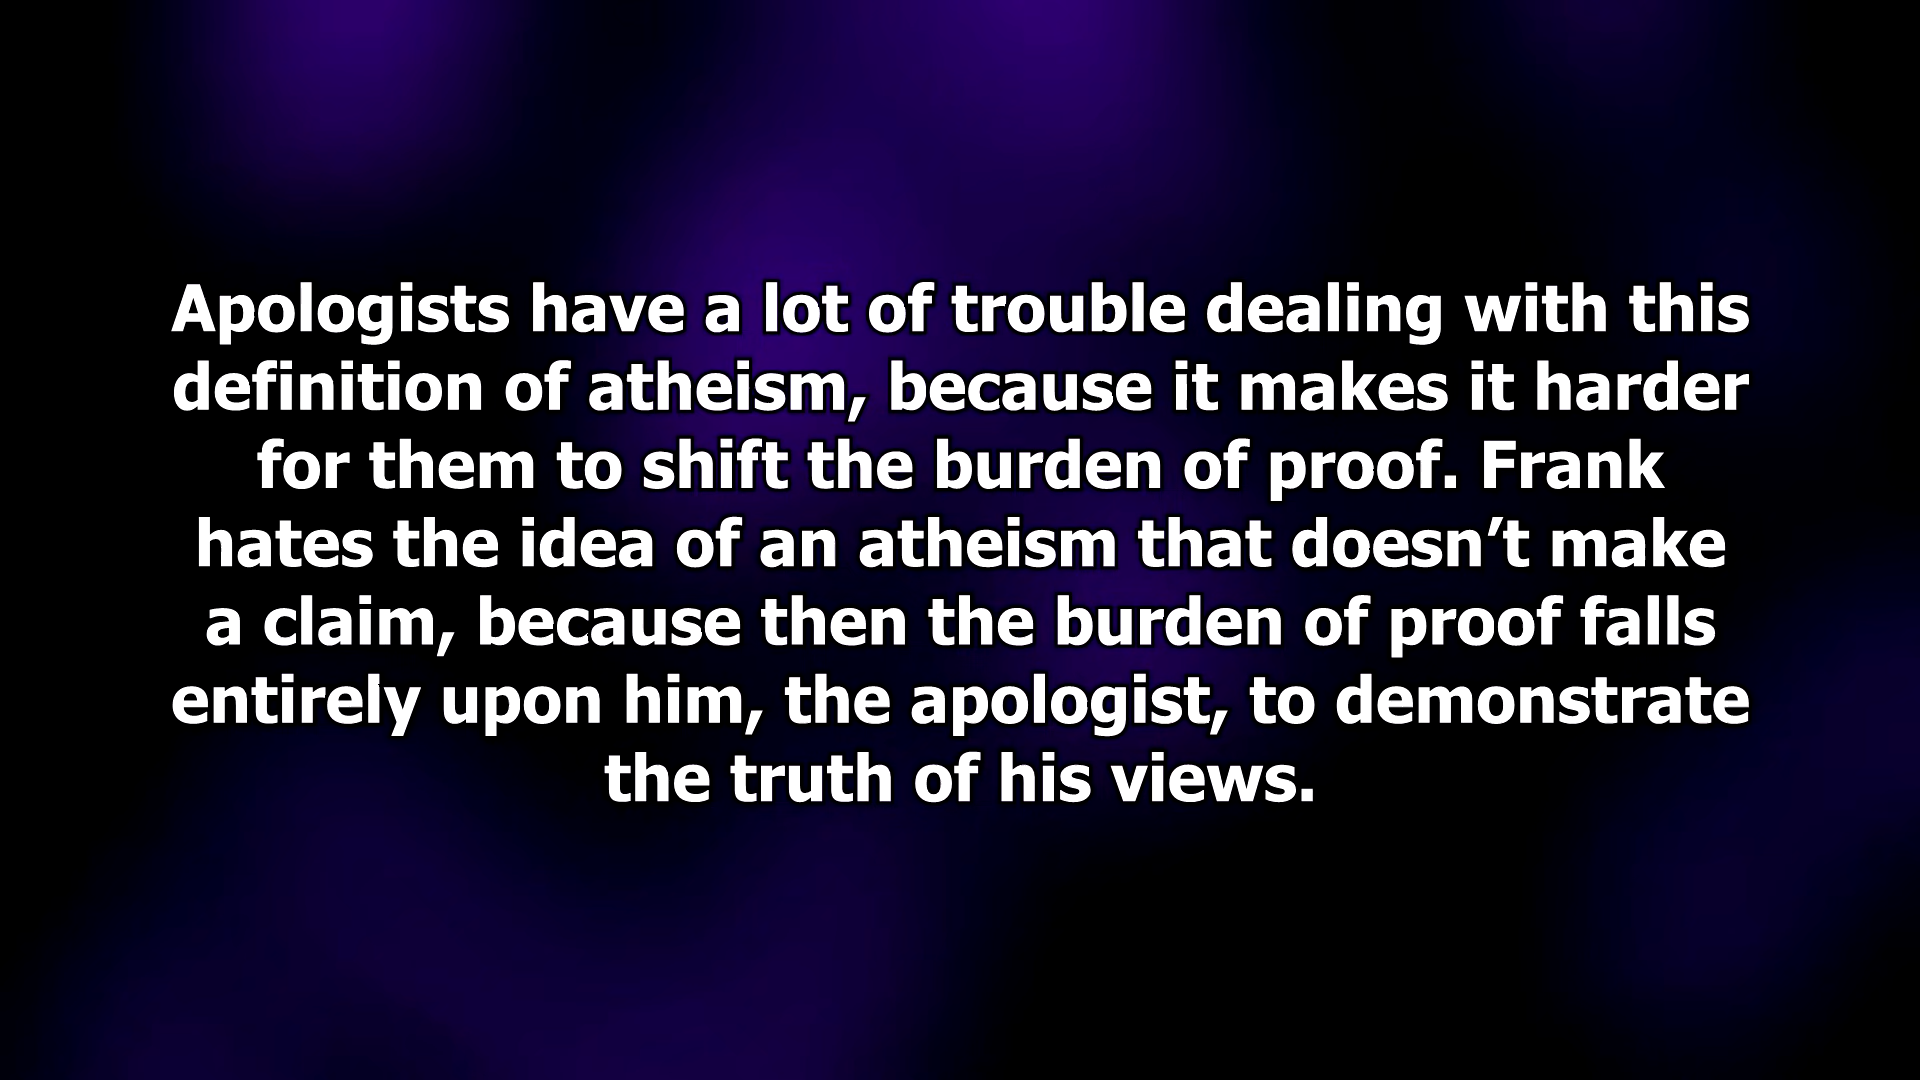 Apologists have a lot of trouble dealing with this
definition of atheism, because it makes it harder
for them to shift the burden of proof. Frank
hates the idea of an atheism that doesn’t make
a claim, because then the burden of proof falls
entirely upon him, the apologist, to demonstrate
the truth of his views.